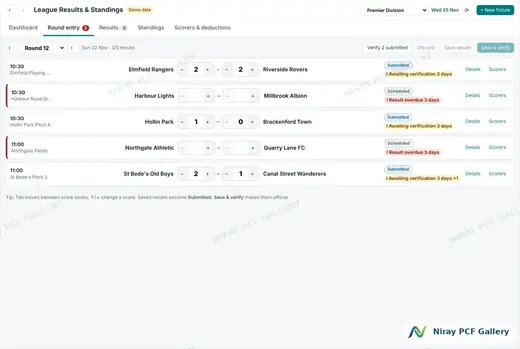 League Results & Standings Demo data Premier Division Wed 25 Nov + New fixture
Dashboard Round entry 2 Results 5 Standings Scorers & deductions
Round 12 Sun 22 Nov · 3/5 results Verify 2 submitted Discard Save results Save & verify
10:30 Elmfield Rangers − 2 + – − 2 + Riverside Rovers Submitted Details Scorers
Elmfield Playing ... ! Awaiting verification 3 days
10:30 Harbour Lights − + – − + Millbrook Albion Scheduled Details Scorers
Harbour Road Gr... ! Result overdue 3 days
10:30 Hollin Park − 1 + – − 0 + Brackenford Town Submitted Details Scorers
Hollin Park Pitch A ! Awaiting verification 3 days
11:00 Northgate Athletic − + – − + Quarry Lane FC Scheduled Details Scorers
Northgate Fields ! Result overdue 3 days
11:00 St Bede's Old Boys − 2 + – − 1 + Canal Street Wanderers Submitted Details Scorers
St Bede's Pitch 2 ! Awaiting verification 3 days +1
Tip: Tab moves between score boxes, ↑/↓ change a score. Saved results become Submitted; Save & verify makes them official.
Niray PCF Gallery